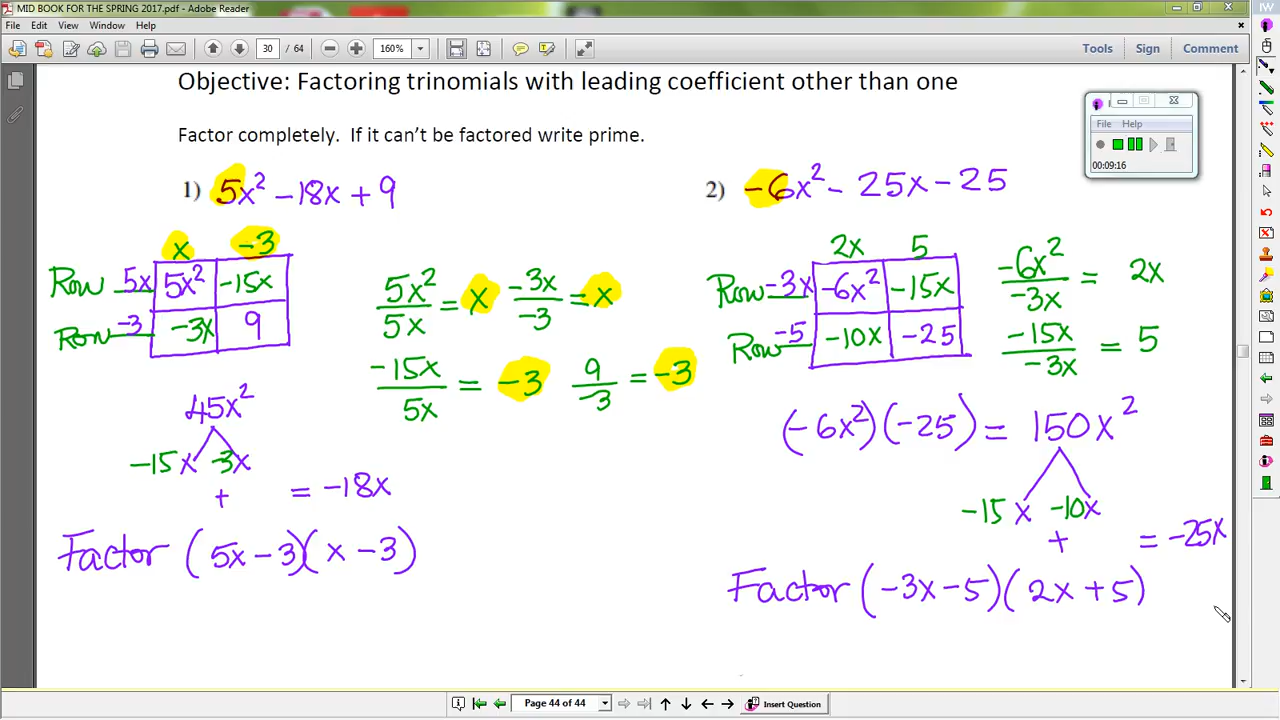 MID BOOK FOR THE SPRING 2017.pdf - Adobe Reader
IW
File Edit View Window Help
30 / 64 160% Tools Sign Comment
Objective: Factoring trinomials with leading coefficient other than one
File Help
00:09:16
Factor completely. If it can't be factored write prime.
1) 5x² - 18x + 9
2) -6x² - 25x - 25
x -3
Row 5x 5x² -15x
Row -3 -3x 9
5x²/5x = x -3x/-3 = x
-15x/5x = -3 9/-3 = -3
45x²
-15x -3x
+ = -18x
Factor (5x - 3)(x - 3)
2x 5
Row -3x -6x² -15x
Row -5 -10x -25
-6x²/-3x = 2x
-15x/-3x = 5
(-6x²)(-25) = 150x²
-15x -10x
+ = -25x
Factor (-3x - 5)(2x + 5)
Page 44 of 44 Insert Question